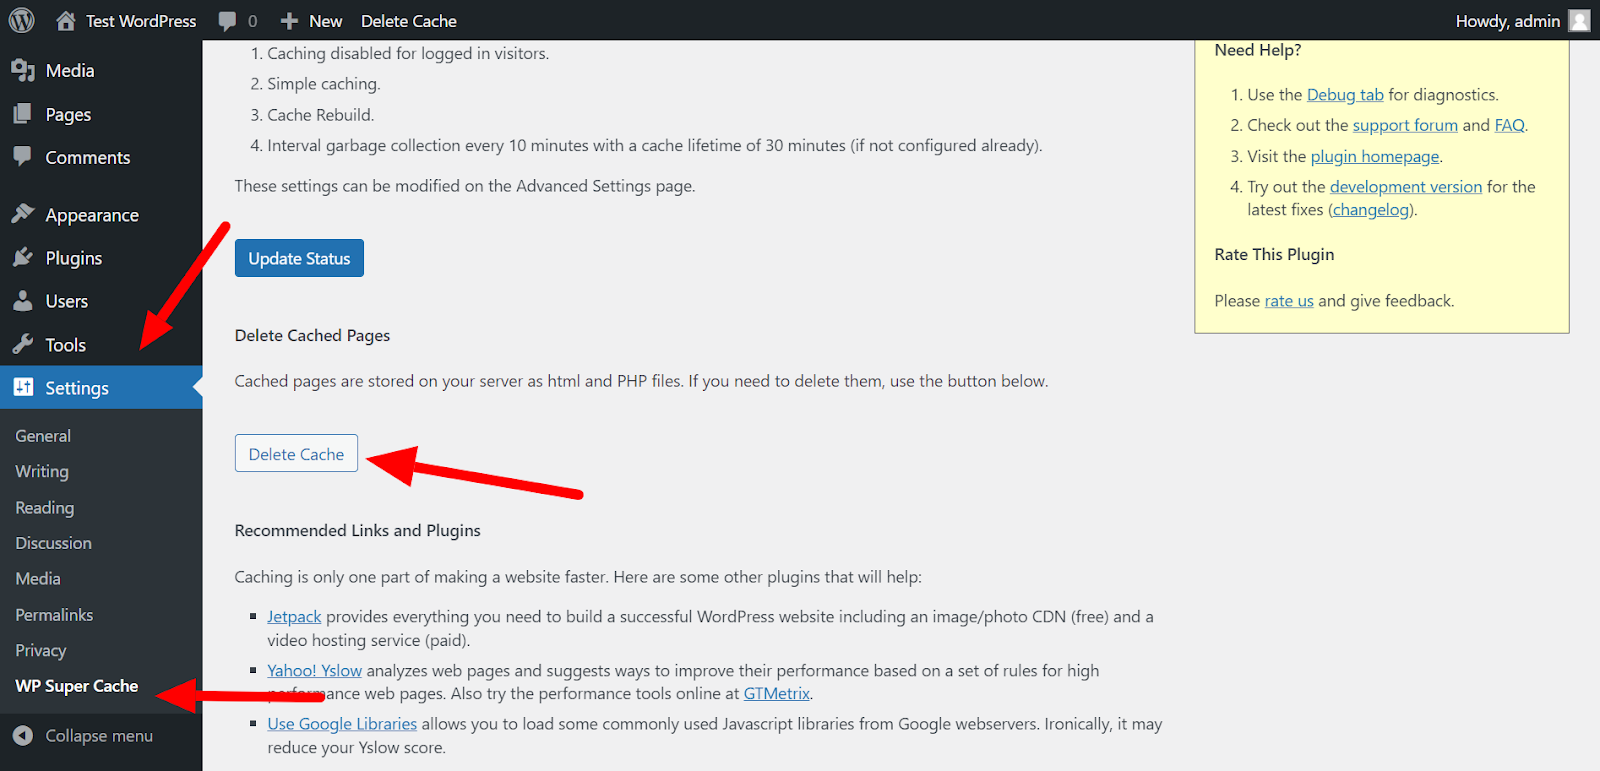 Test WordPress 0 New Delete Cache Howdy, admin
Media
Pages
Comments
Appearance
Plugins
Users
Tools
Settings
General
Writing
Reading
Discussion
Media
Permalinks
Privacy
WP Super Cache
Collapse menu
1. Caching disabled for logged in visitors.
2. Simple caching.
3. Cache Rebuild.
4. Interval garbage collection every 10 minutes with a cache lifetime of 30 minutes (if not configured already).
These settings can be modified on the Advanced Settings page.
Update Status
Delete Cached Pages
Cached pages are stored on your server as html and PHP files. If you need to delete them, use the button below.
Delete Cache
Recommended Links and Plugins
Caching is only one part of making a website faster. Here are some other plugins that will help:
Jetpack provides everything you need to build a successful WordPress website including an image/photo CDN (free) and a
video hosting service (paid).
Yahoo! Yslow analyzes web pages and suggests ways to improve their performance based on a set of rules for high
performance web pages. Also try the performance tools online at GTMetrix.
Use Google Libraries allows you to load some commonly used Javascript libraries from Google webservers. Ironically, it may
reduce your Yslow score.
Need Help?
1. Use the Debug tab for diagnostics.
2. Check out the support forum and FAQ.
3. Visit the plugin homepage.
4. Try out the development version for the
latest fixes (changelog).
Rate This Plugin
Please rate us and give feedback.